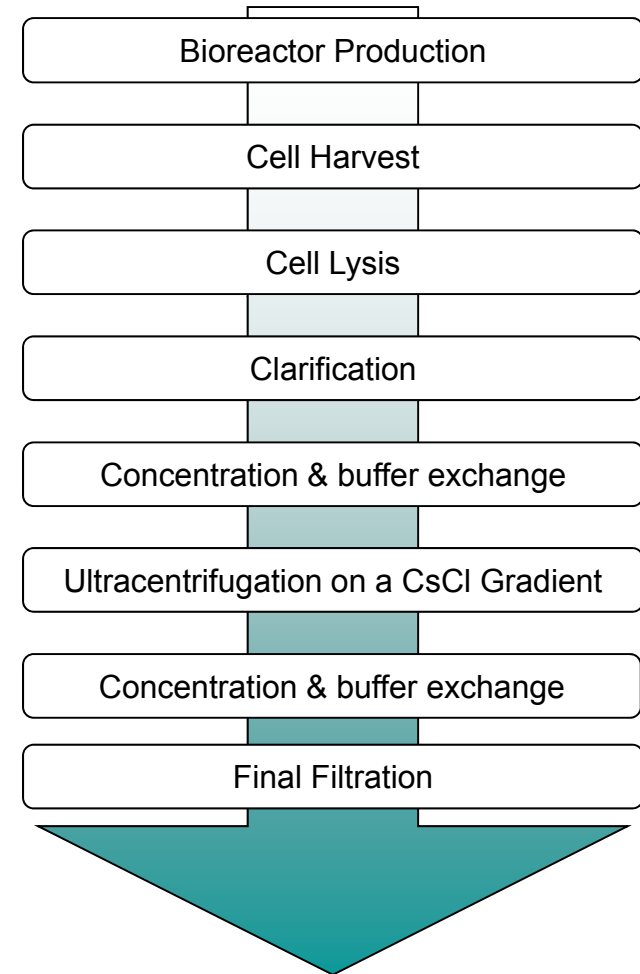 Bioreactor Production
Cell Harvest
Cell Lysis
Clarification
Concentration & buffer exchange
Ultracentrifugation on a CsCl Gradient
Concentration & buffer exchange
Final Filtration